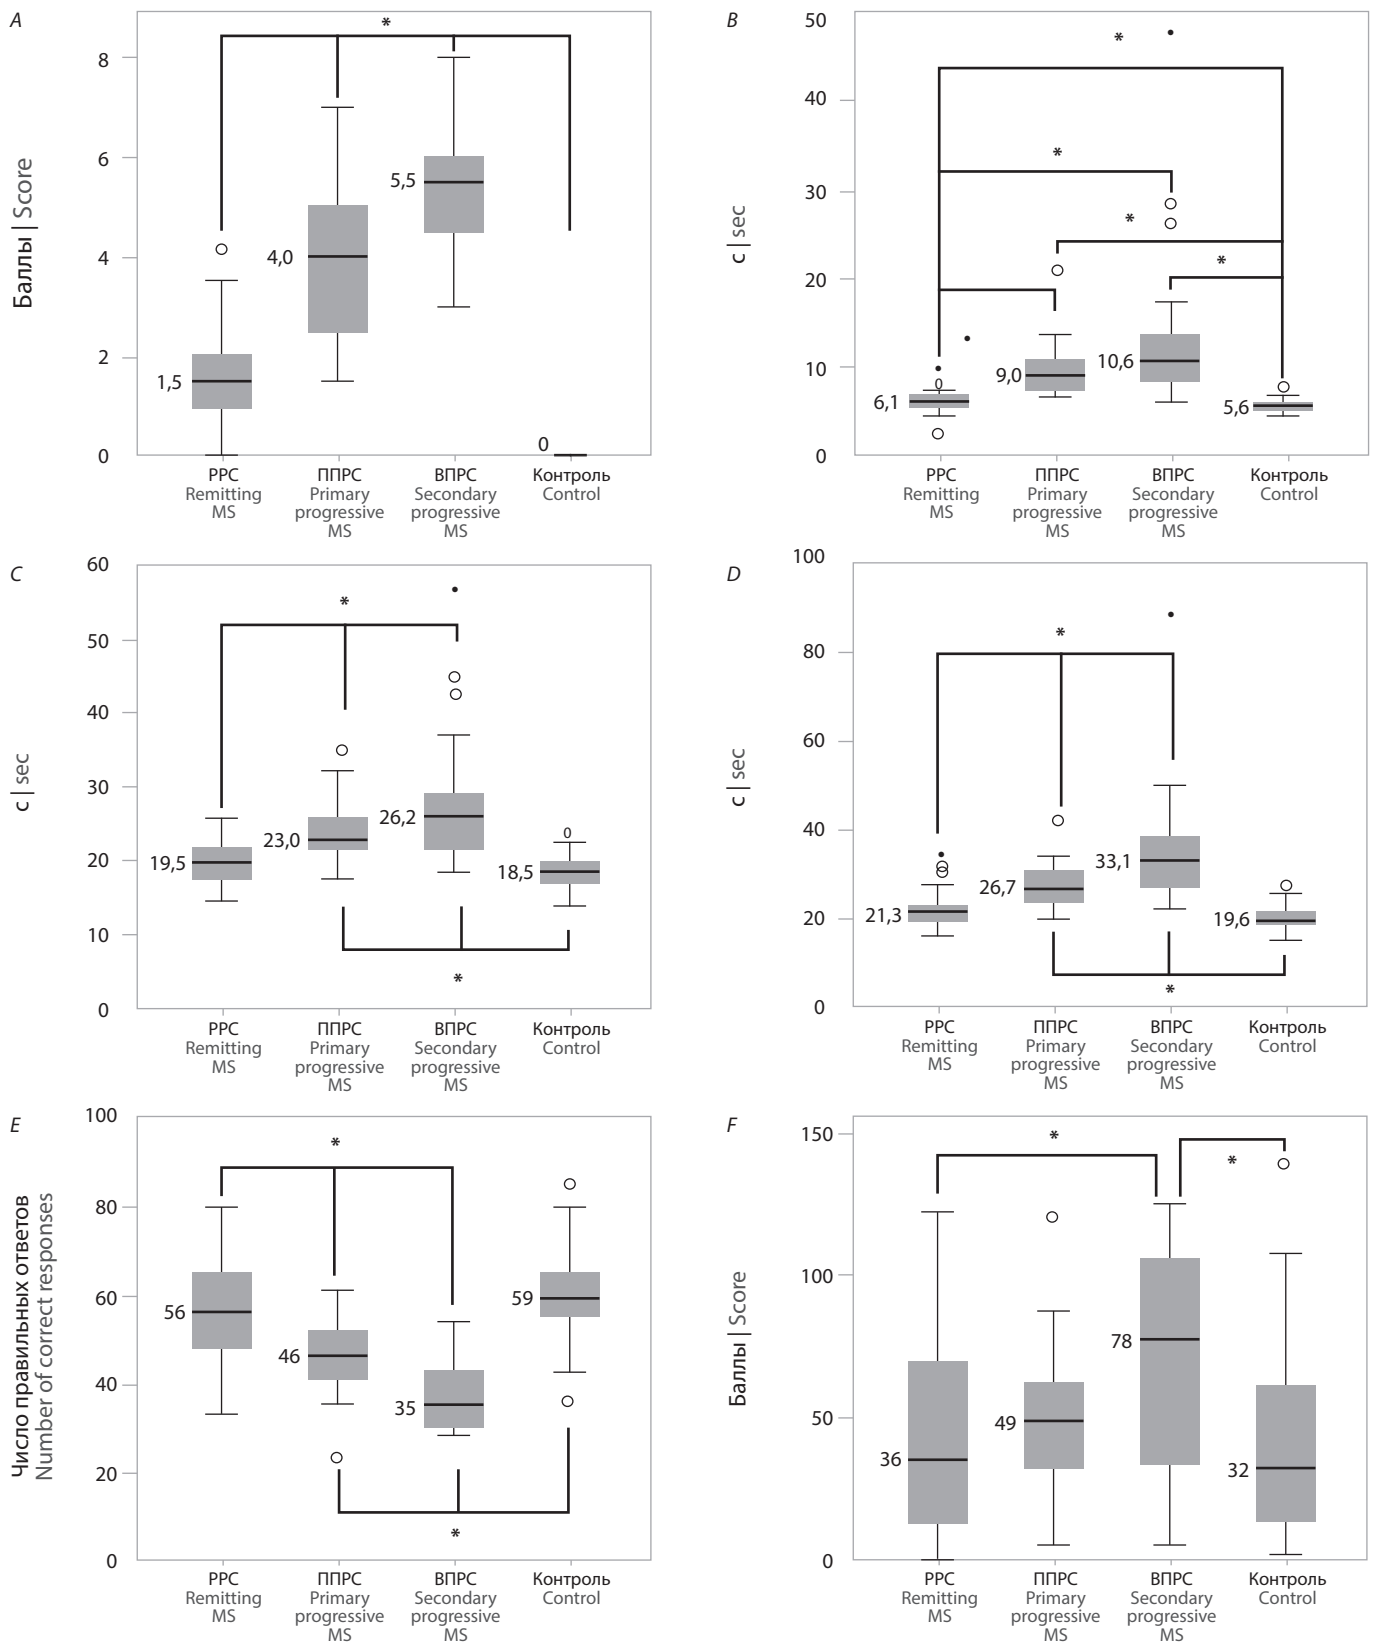 A
Баллы | Score
8
6
4
2
0
*
1,5
4,0
5,5
0
РРС
Remitting
MS
ППРС
Primary
progressive
MS
ВПРС
Secondary
progressive
MS
Контроль
Control
B
с | sec
50
40
30
20
10
0
*
*
*
*
6,1
0
9,0
10,6
5,6
РРС
Remitting
MS
ППРС
Primary
progressive
MS
ВПРС
Secondary
progressive
MS
Контроль
Control
C
с | sec
60
50
40
30
20
10
0
*
19,5
23,0
26,2
18,5
0
*
РРС
Remitting
MS
ППРС
Primary
progressive
MS
ВПРС
Secondary
progressive
MS
Контроль
Control
D
с | sec
100
80
60
40
20
0
*
21,3
26,7
33,1
19,6
*
РРС
Remitting
MS
ППРС
Primary
progressive
MS
ВПРС
Secondary
progressive
MS
Контроль
Control
E
Число правильных ответов
Number of correct responses
100
80
60
40
20
0
*
56
46
35
59
*
РРС
Remitting
MS
ППРС
Primary
progressive
MS
ВПРС
Secondary
progressive
MS
Контроль
Control
F
Баллы | Score
150
100
50
0
*
*
36
49
78
32
РРС
Remitting
MS
ППРС
Primary
progressive
MS
ВПРС
Secondary
progressive
MS
Контроль
Control